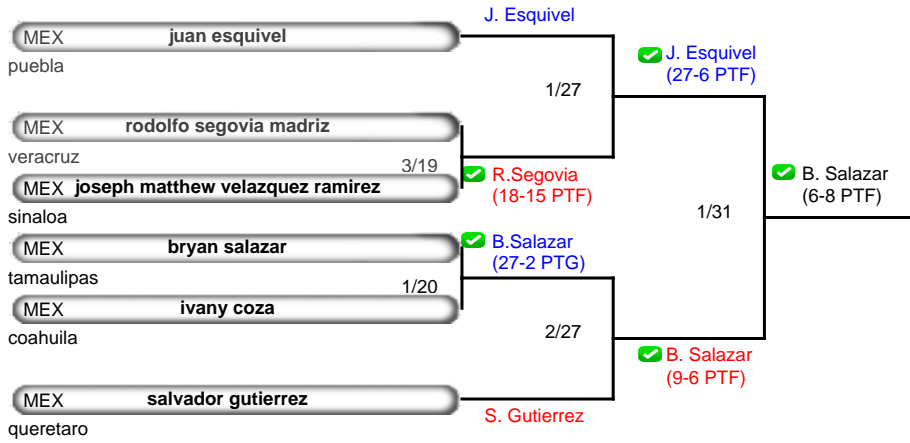 J. Esquivel
MEX juan esquivel
puebla
J. Esquivel
(27-6 PTF)
1/27
MEX rodolfo segovia madriz
veracruz
3/19
MEX joseph matthew velazquez ramirez
sinaloa
R.Segovia
(18-15 PTF)
B. Salazar
(6-8 PTF)
1/31
MEX bryan salazar
tamaulipas
B.Salazar
(27-2 PTG)
1/20
MEX ivany coza
coahuila
2/27
B. Salazar
(9-6 PTF)
MEX salvador gutierrez
queretaro
S. Gutierrez